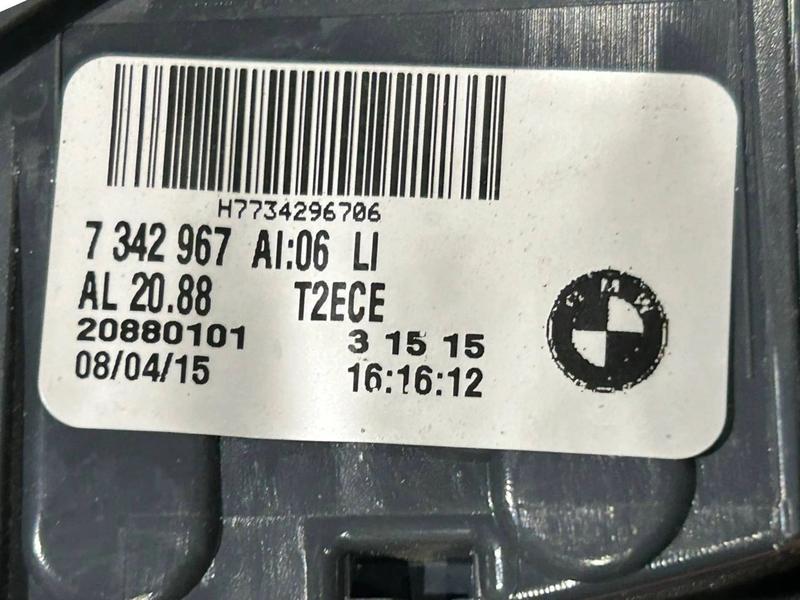 H7734296706
7 342 967 AI:06 LI
AL 20.88 T2ECE
20880101 3 15 15
08/04/15 16:16:12
BMW